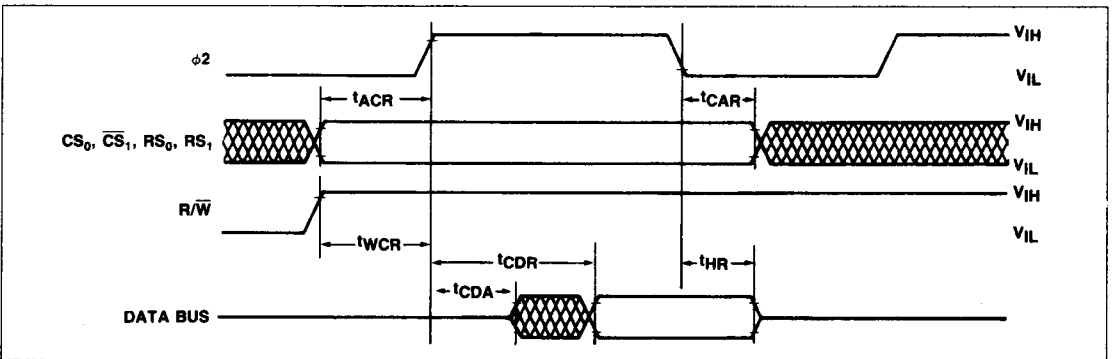 φ2
V_IH
V_IL
t_ACR
t_CAR
CS₀, C̅S̅₁, RS₀, RS₁
V_IH
V_IL
R/W̅
V_IH
V_IL
t_WCR
t_CDR
t_HR
t_CDA
DATA BUS